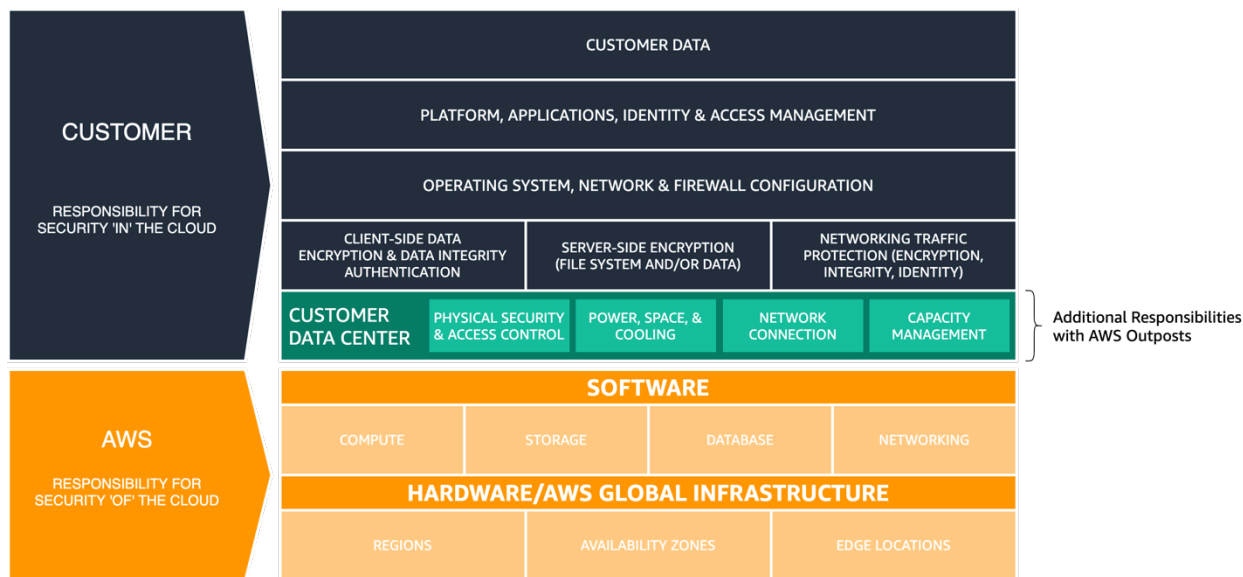 CUSTOMER
RESPONSIBILITY FOR
SECURITY 'IN' THE CLOUD
CUSTOMER DATA
PLATFORM, APPLICATIONS, IDENTITY & ACCESS MANAGEMENT
OPERATING SYSTEM, NETWORK & FIREWALL CONFIGURATION
CLIENT-SIDE DATA
ENCRYPTION & DATA INTEGRITY
AUTHENTICATION
SERVER-SIDE ENCRYPTION
(FILE SYSTEM AND/OR DATA)
NETWORKING TRAFFIC
PROTECTION (ENCRYPTION,
INTEGRITY, IDENTITY)
CUSTOMER
DATA CENTER
PHYSICAL SECURITY
& ACCESS CONTROL
POWER, SPACE, &
COOLING
NETWORK
CONNECTION
CAPACITY
MANAGEMENT
Additional Responsibilities
with AWS Outposts
AWS
RESPONSIBILITY FOR
SECURITY 'OF' THE CLOUD
SOFTWARE
COMPUTE
STORAGE
DATABASE
NETWORKING
HARDWARE/AWS GLOBAL INFRASTRUCTURE
REGIONS
AVAILABILITY ZONES
EDGE LOCATIONS